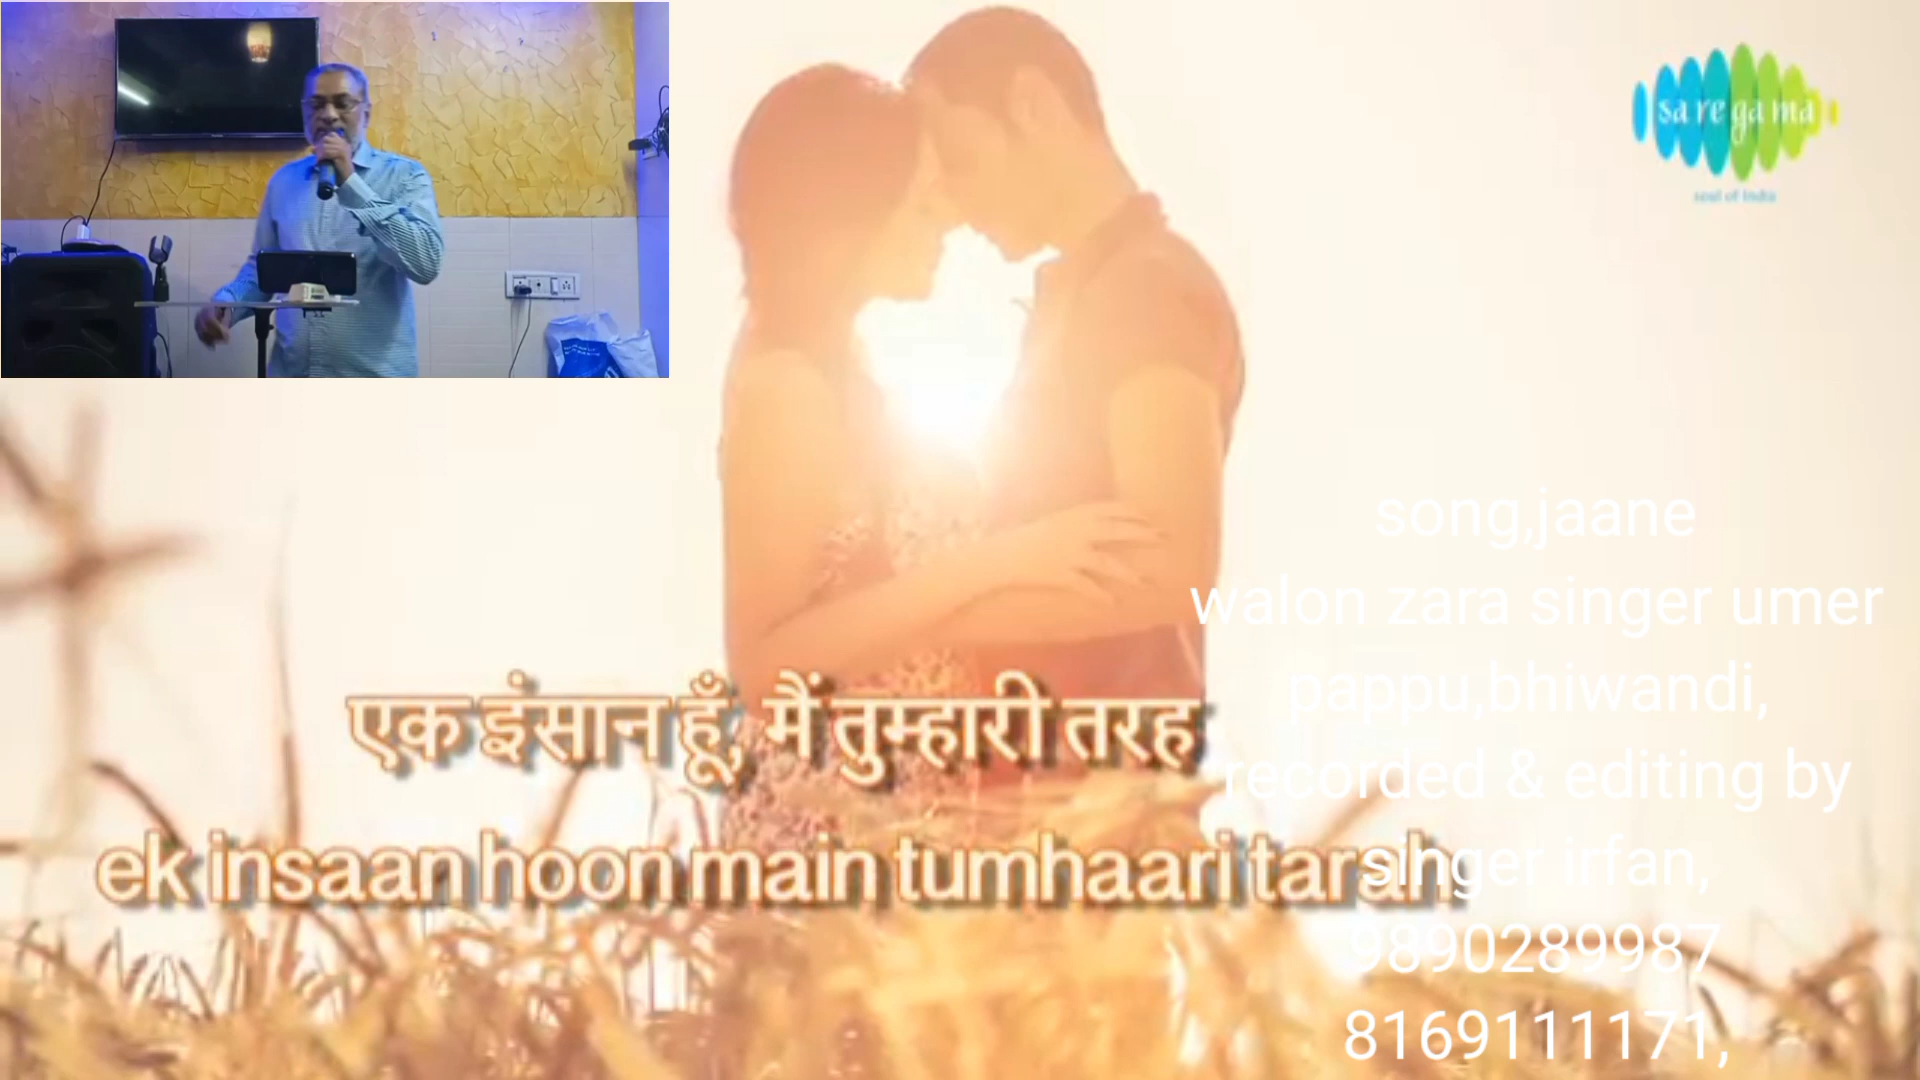 sa re ga ma
soul of India
song,jaane
walon zara singer umer
pappu,bhiwandi,
recorded & editing by
singer irfan,
9890289987
8169111171,
एक इंसान हूँ, मैं तुम्हारी तरह
ek insaan hoon main tumhaari tarah